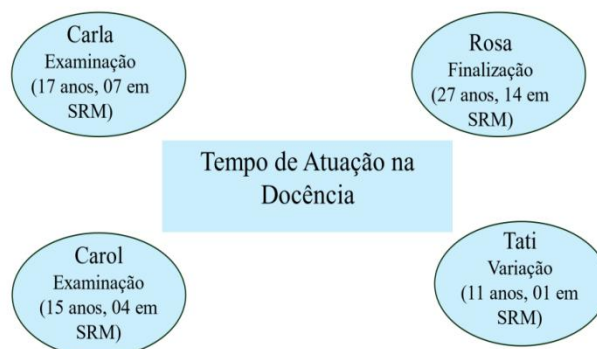 Carla
Examinação
(17 anos, 07 em
SRM)
Rosa
Finalização
(27 anos, 14 em
SRM)
Tempo de Atuação na
Docência
Carol
Examinação
(15 anos, 04 em
SRM)
Tati
Variação
(11 anos, 01 em
SRM)